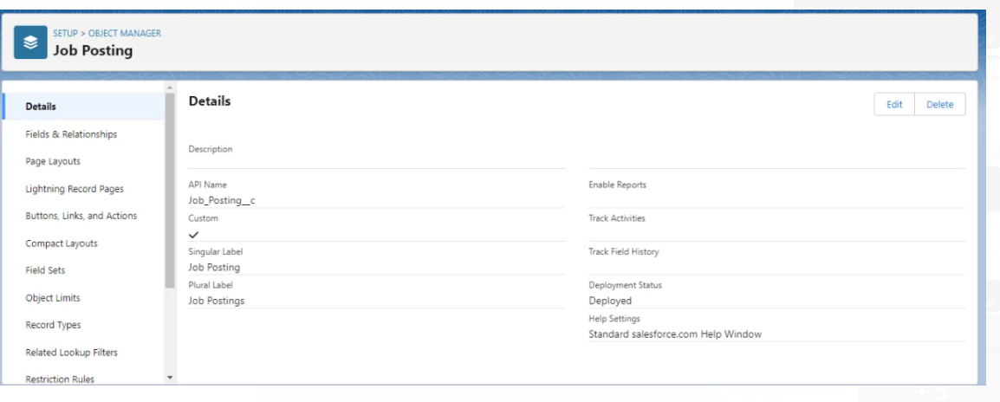 SETUP > OBJECT MANAGER
Job Posting
Details
Fields & Relationships
Page Layouts
Lightning Record Pages
Buttons, Links, and Actions
Compact Layouts
Field Sets
Object Limits
Record Types
Related Lookup Filters
Restriction Rules
Details
Edit
Delete
Description
API Name
Job_Posting__c
Custom
Singular Label
Job Posting
Plural Label
Job Postings
Enable Reports
Track Activities
Track Field History
Deployment Status
Deployed
Help Settings
Standard salesforce.com Help Window
+3